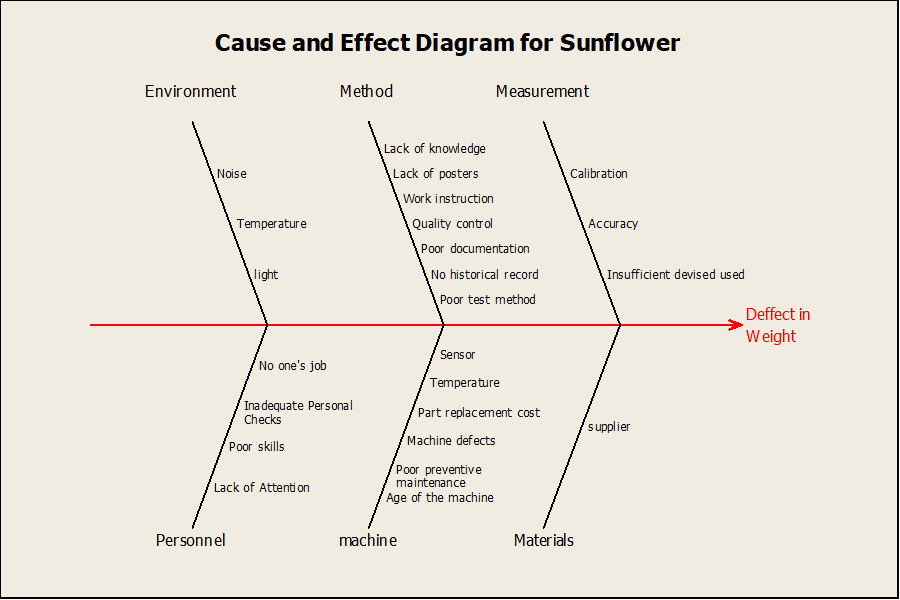 Cause and Effect Diagram for Sunflower
Environment
Method
Measurement
Noise
Temperature
light
Lack of knowledge
Lack of posters
Work instruction
Quality control
Poor documentation
No historical record
Poor test method
Calibration
Accuracy
Insufficient devised used
Deffect in
Weight
No one's job
Inadequate Personal
Checks
Poor skills
Lack of Attention
Sensor
Temperature
Part replacement cost
Machine defects
Poor preventive
maintenance
Age of the machine
supplier
Personnel
machine
Materials